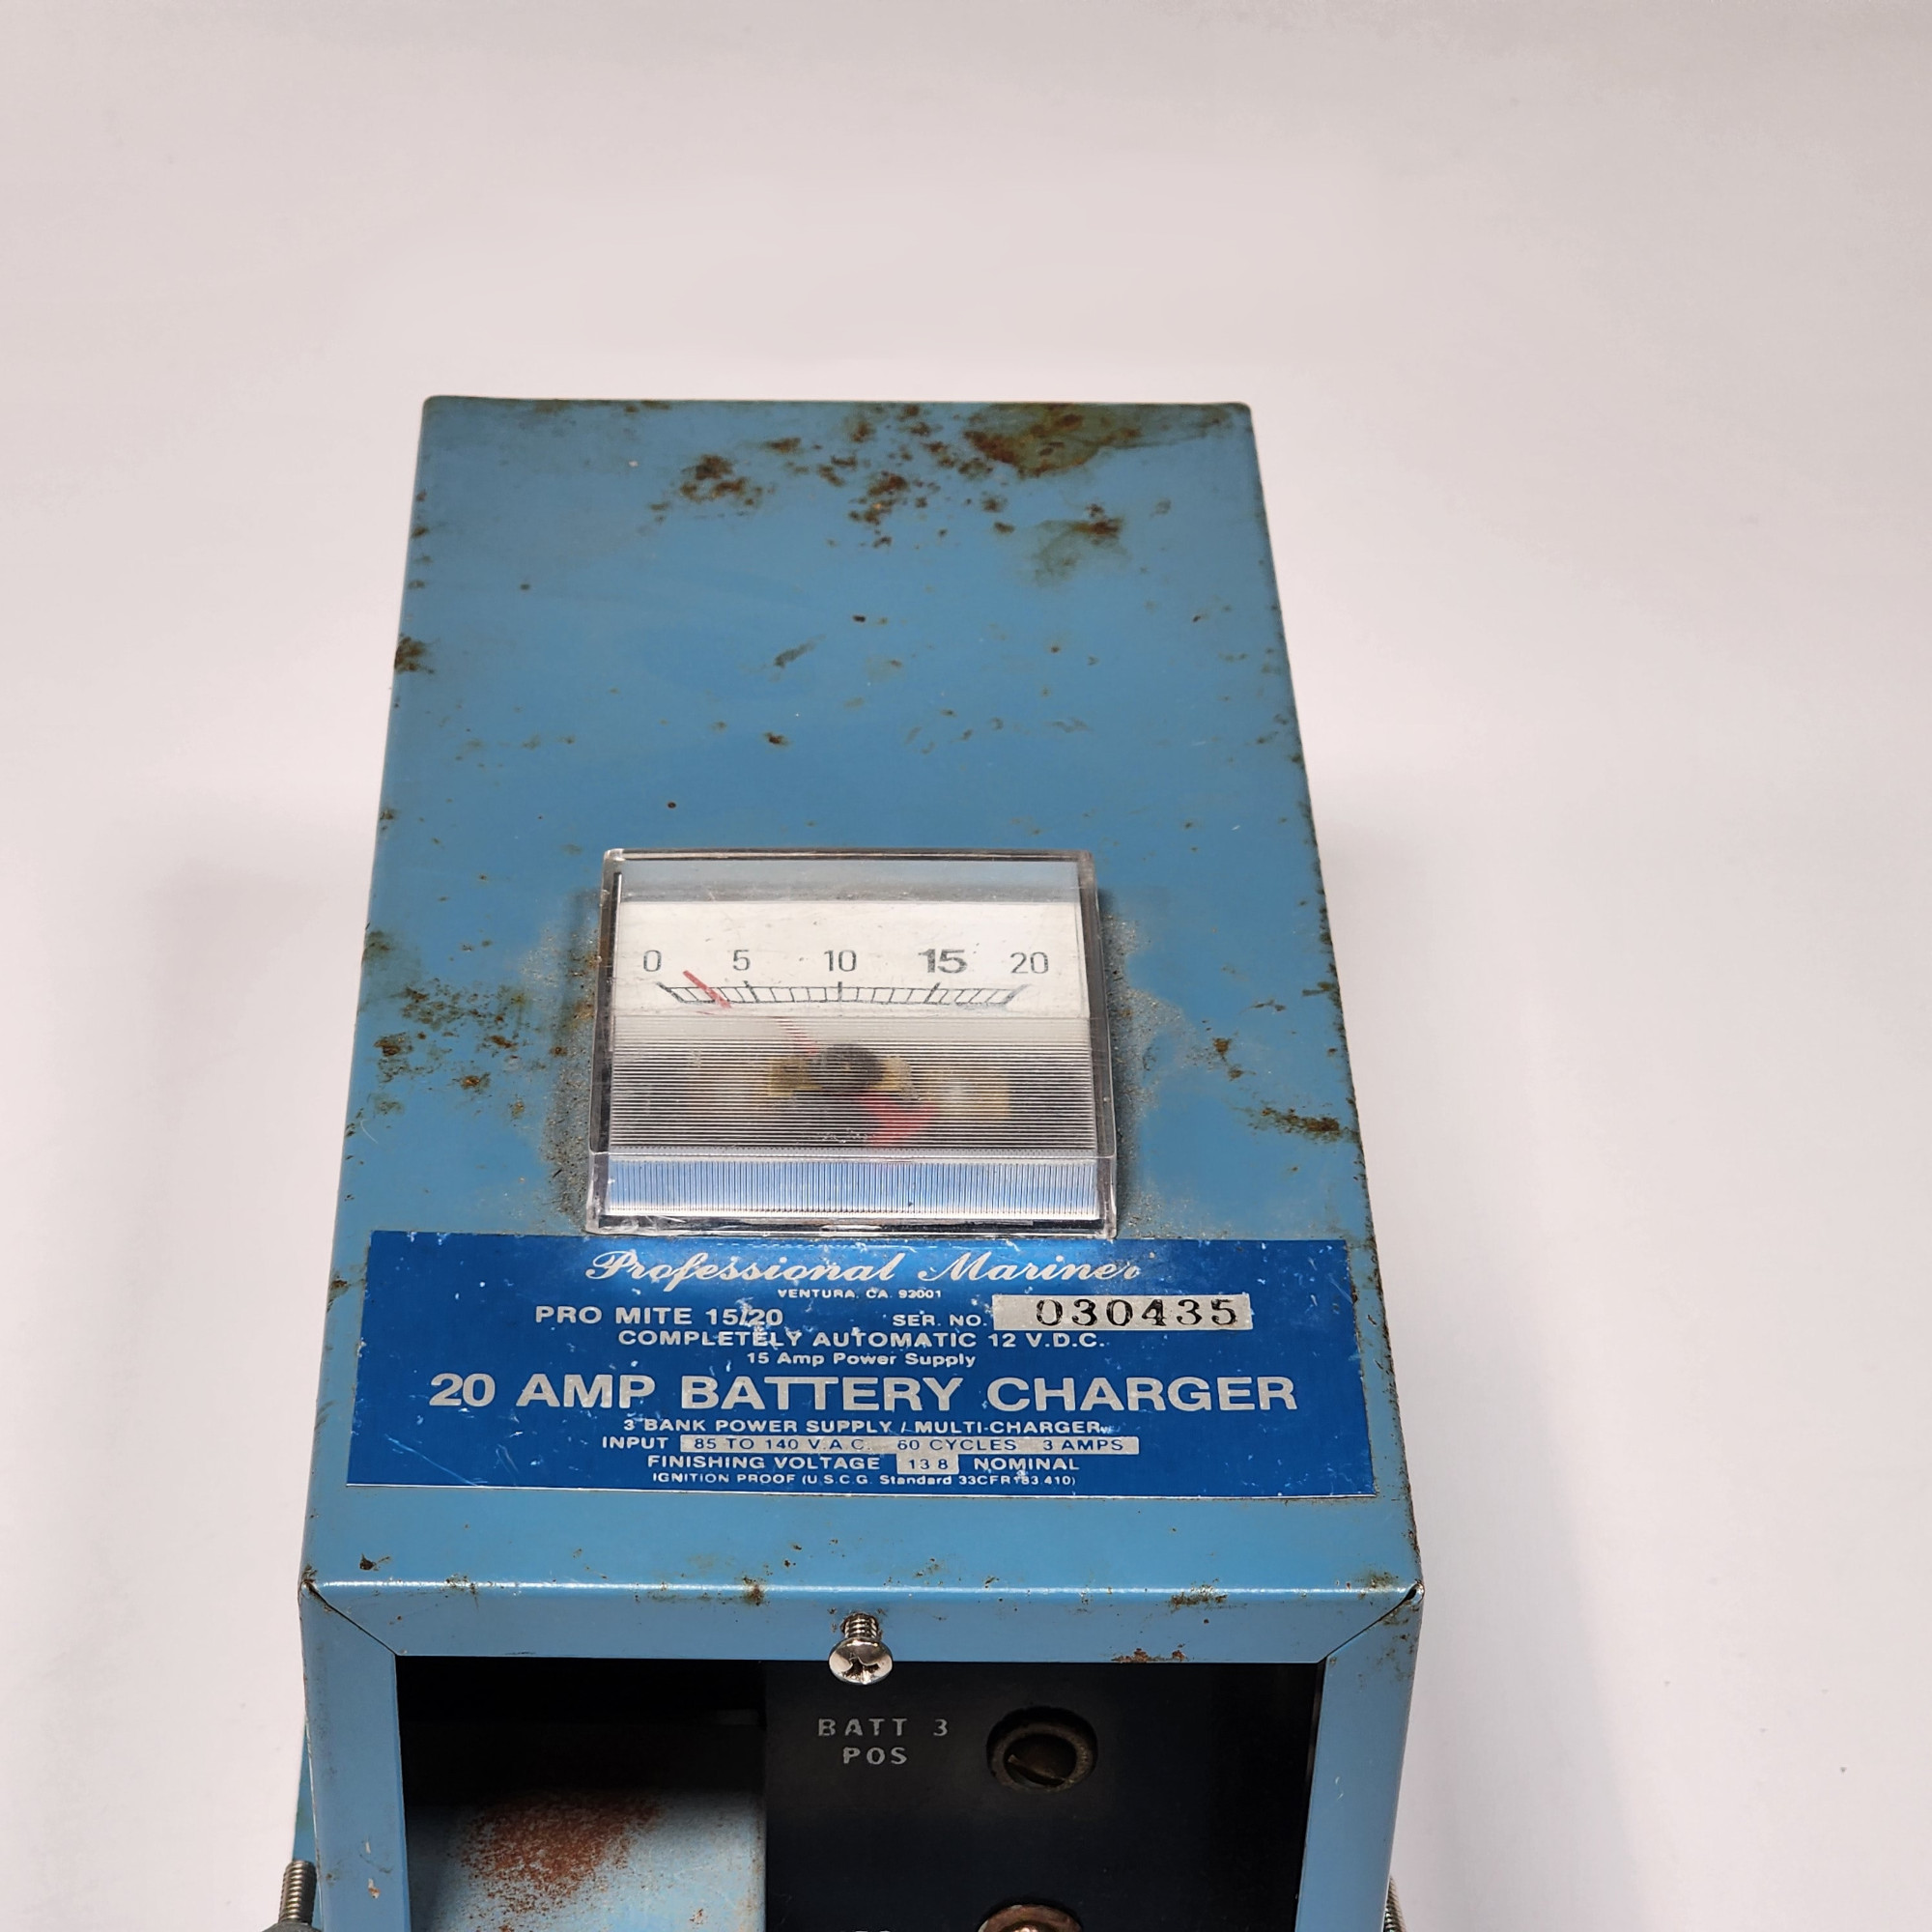 0 5 10 15 20
Professional Mariner
VENTURA, CA. 93001
PRO MITE 15/20 SER. NO. 030435
COMPLETELY AUTOMATIC 12 V.D.C.
15 Amp Power Supply
20 AMP BATTERY CHARGER
3 BANK POWER SUPPLY / MULTI-CHARGER
INPUT 85 TO 140 V.A.C. 60 CYCLES 3 AMPS
FINISHING VOLTAGE 13.8 NOMINAL
IGNITION PROOF (U.S.C.G. Standard 33CFR183.410)
BATT 3
POS